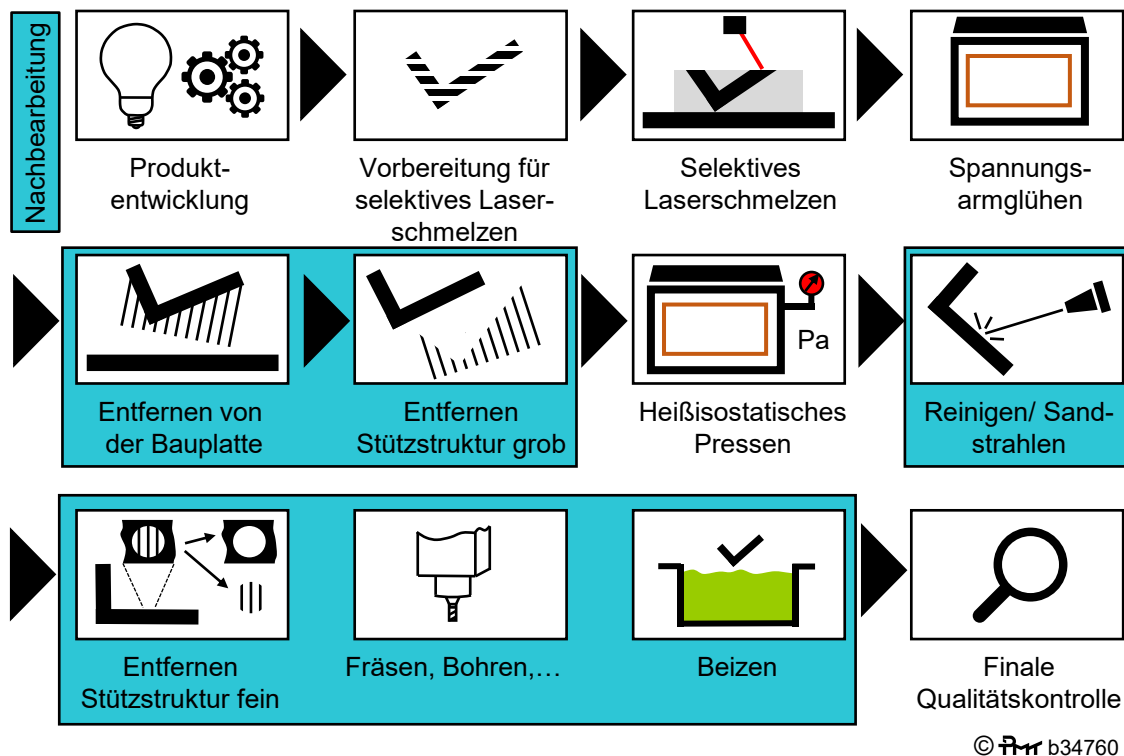 Nachbearbeitung
Produkt-
entwicklung
Vorbereitung für
selektives Laser-
schmelzen
Selektives
Laserschmelzen
Spannungs-
armglühen
Entfernen von
der Bauplatte
Entfernen
Stützstruktur grob
Pa
Heißisostatisches
Pressen
Reinigen/ Sand-
strahlen
Entfernen
Stützstruktur fein
Fräsen, Bohren,…
Beizen
Finale
Qualitätskontrolle
© b34760